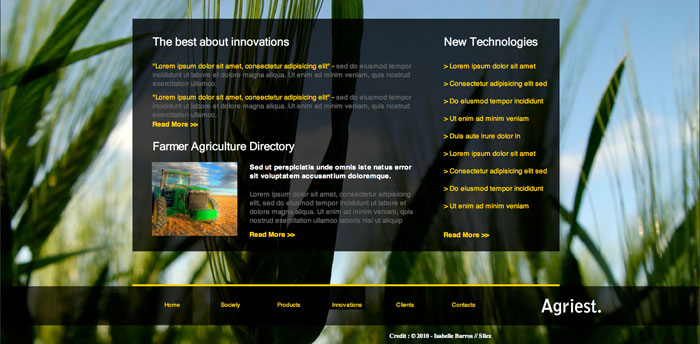 The best about innovations
"Lorem ipsum dolor sit amet, consectetur adipisicing elit" - sed do eiusmod tempor
incididunt ut labore et dolore magna aliqua. Ut enim ad minim veniam, quis nostrud
exercitation ullamco.
"Lorem ipsum dolor sit amet, consectetur adipisicing elit" - sed do eiusmod tempor
incididunt ut labore et dolore magna aliqua. Ut enim ad minim veniam, quis nostrud
exercitation ullamco.
Read More >>
Farmer Agriculture Directory
Sed ut perspiciatis unde omnis iste natus error
sit voluptatem accusantium doloremque.
Lorem ipsum dolor sit amet, consectetur adipisicing
elit, sed do eiusmod tempor incididunt ut labore et
dolore magna aliqua. Ut enim ad minim veniam, quis
nostrud exercitation ullamco laboris nisi ut aliquip
Read More >>
New Technologies
> Lorem ipsum dolor sit amet
> Consectetur adipisicing elit sed
> Do eiusmod tempor incididunt
> Ut enim ad minim veniam
> Duis aute irure dolor in
> Lorem ipsum dolor sit amet
> Consectetur adipisicing elit sed
> Do eiusmod tempor incididunt
> Ut enim ad minim veniam
Read More >>
Home Society Products Innovations Clients Contacts
Agriest.
Credit : © 2010 - Isabelle Barros //